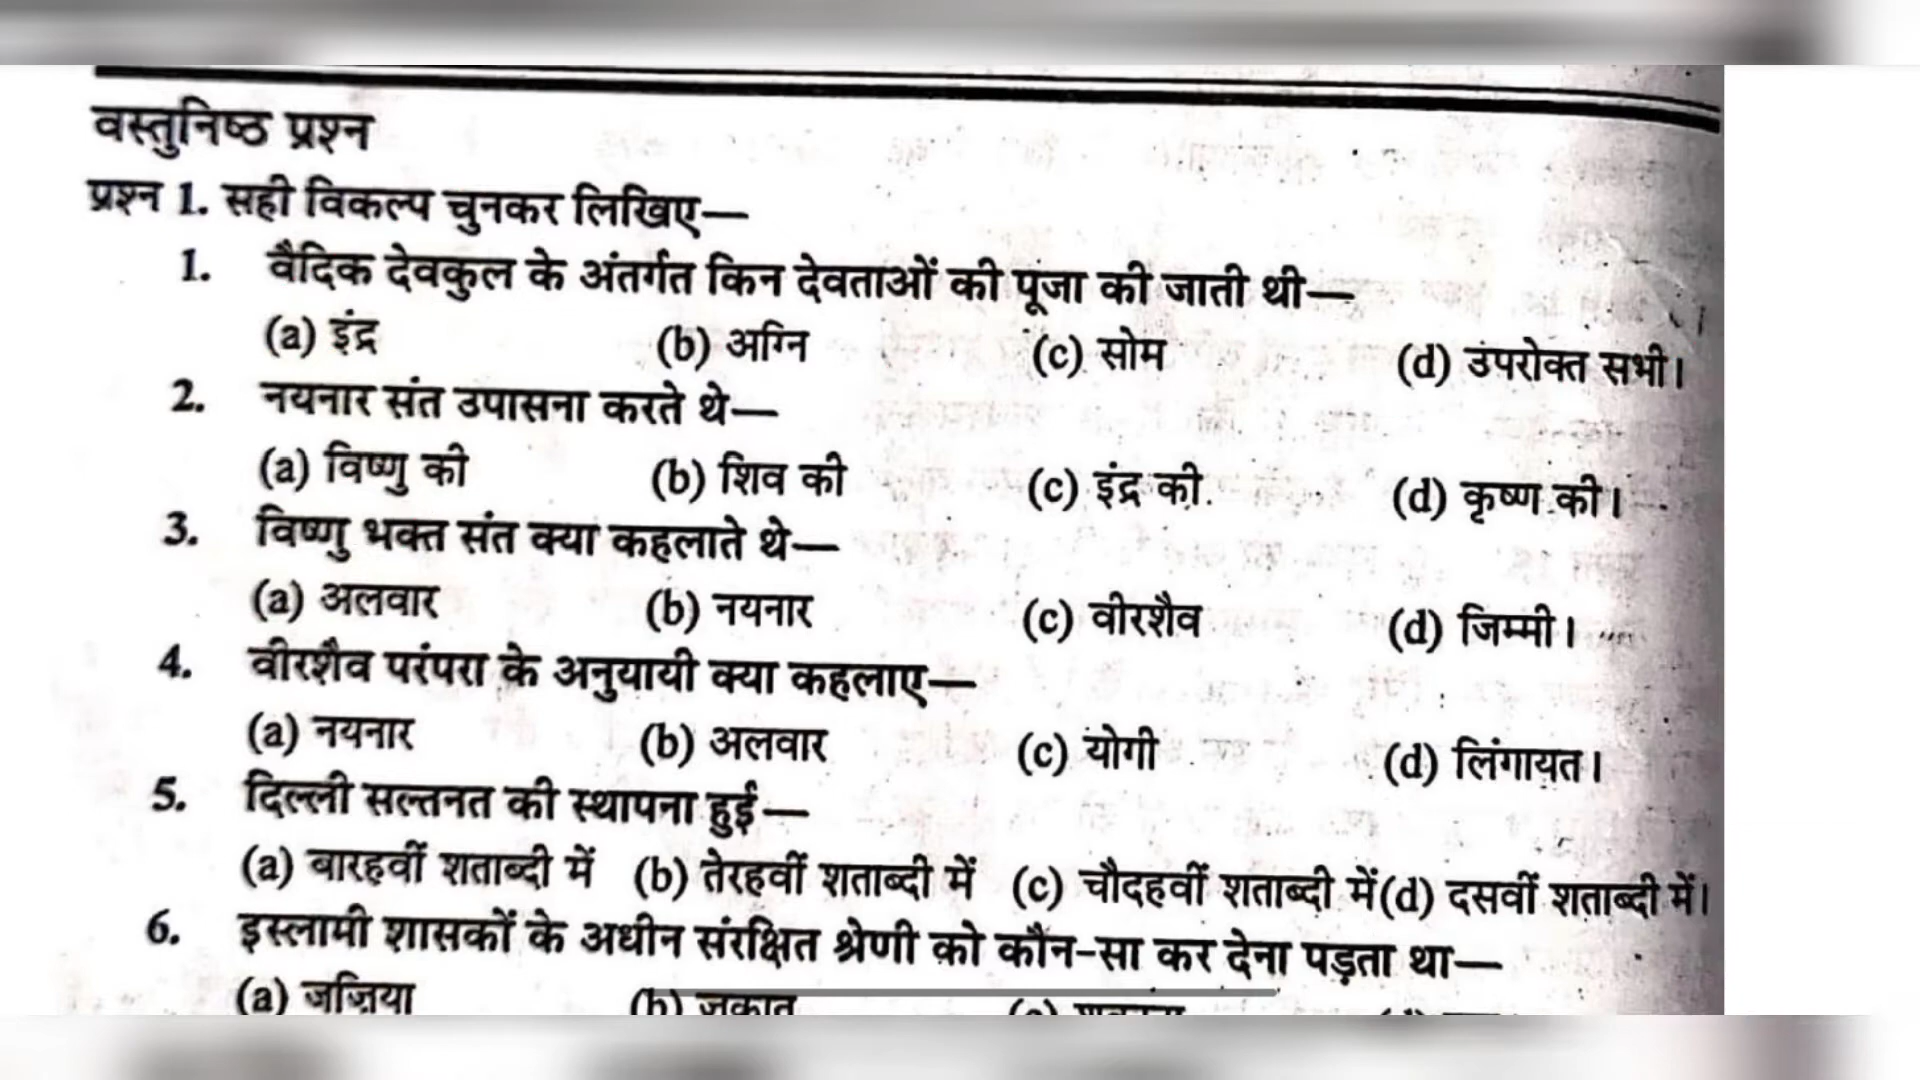 वस्तुनिष्ठ प्रश्न
प्रश्न 1. सही विकल्प चुनकर लिखिए—
1. वैदिक देवकुल के अंतर्गत किन देवताओं की पूजा की जाती थी—
(a) इंद्र (b) अग्नि (c) सोम (d) उपरोक्त सभी।
2. नयनार संत उपासना करते थे—
(a) विष्णु की (b) शिव की (c) इंद्र की (d) कृष्ण की।
3. विष्णु भक्त संत क्या कहलाते थे—
(a) अलवार (b) नयनार (c) वीरशैव (d) जिम्मी।
4. वीरशैव परंपरा के अनुयायी क्या कहलाए—
(a) नयनार (b) अलवार (c) योगी (d) लिंगायत।
5. दिल्ली सल्तनत की स्थापना हुई—
(a) बारहवीं शताब्दी में (b) तेरहवीं शताब्दी में (c) चौदहवीं शताब्दी में (d) दसवीं शताब्दी में।
6. इस्लामी शासकों के अधीन संरक्षित श्रेणी को कौन-सा कर देना पड़ता था—
(a) जज़िया (b) जकात